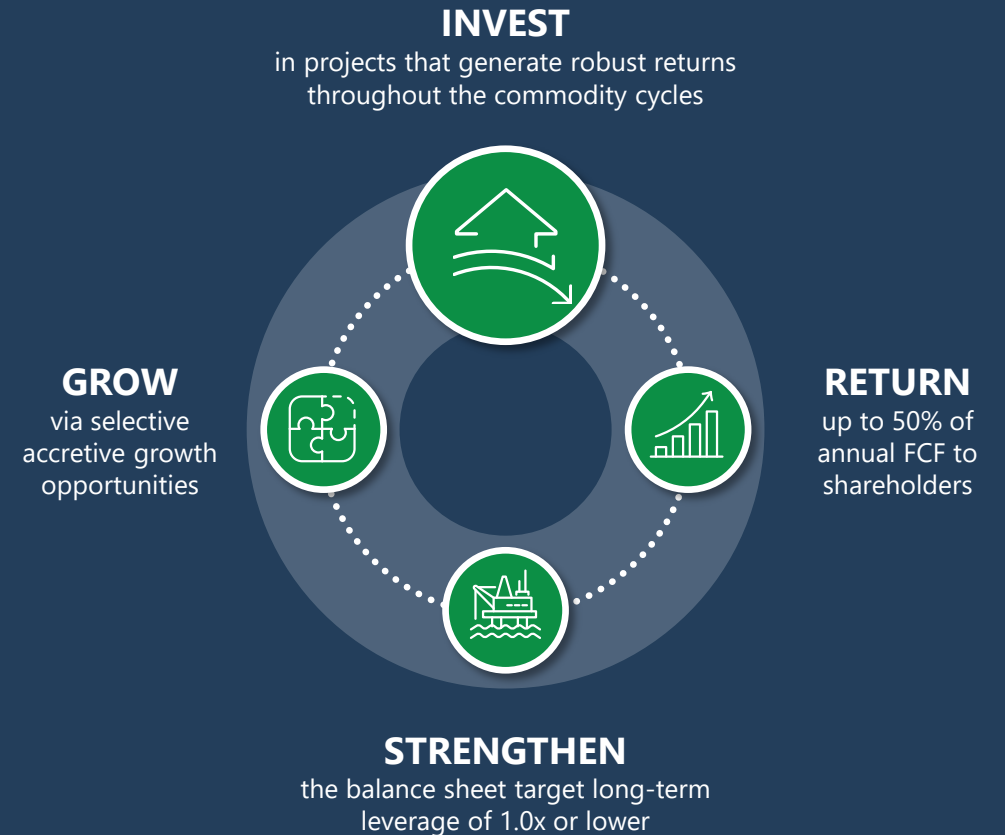 INVEST
in projects that generate robust returns
throughout the commodity cycles
GROW
via selective
accretive growth
opportunities
RETURN
up to 50% of
annual FCF to
shareholders
STRENGTHEN
the balance sheet target long-term
leverage of 1.0x or lower